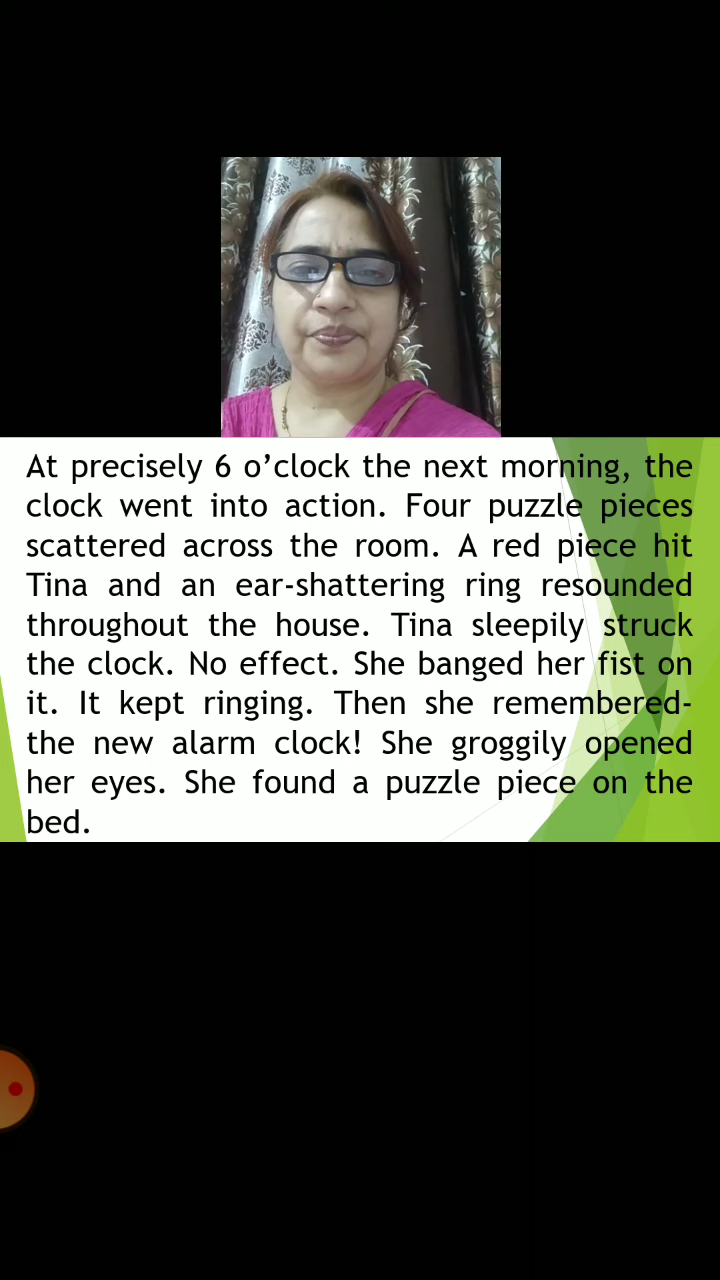 At precisely 6 o’clock the next morning, the
clock went into action. Four puzzle pieces
scattered across the room. A red piece hit
Tina and an ear-shattering ring resounded
throughout the house. Tina sleepily struck
the clock. No effect. She banged her fist on
it. It kept ringing. Then she remembered-
the new alarm clock! She groggily opened
her eyes. She found a puzzle piece on the
bed.